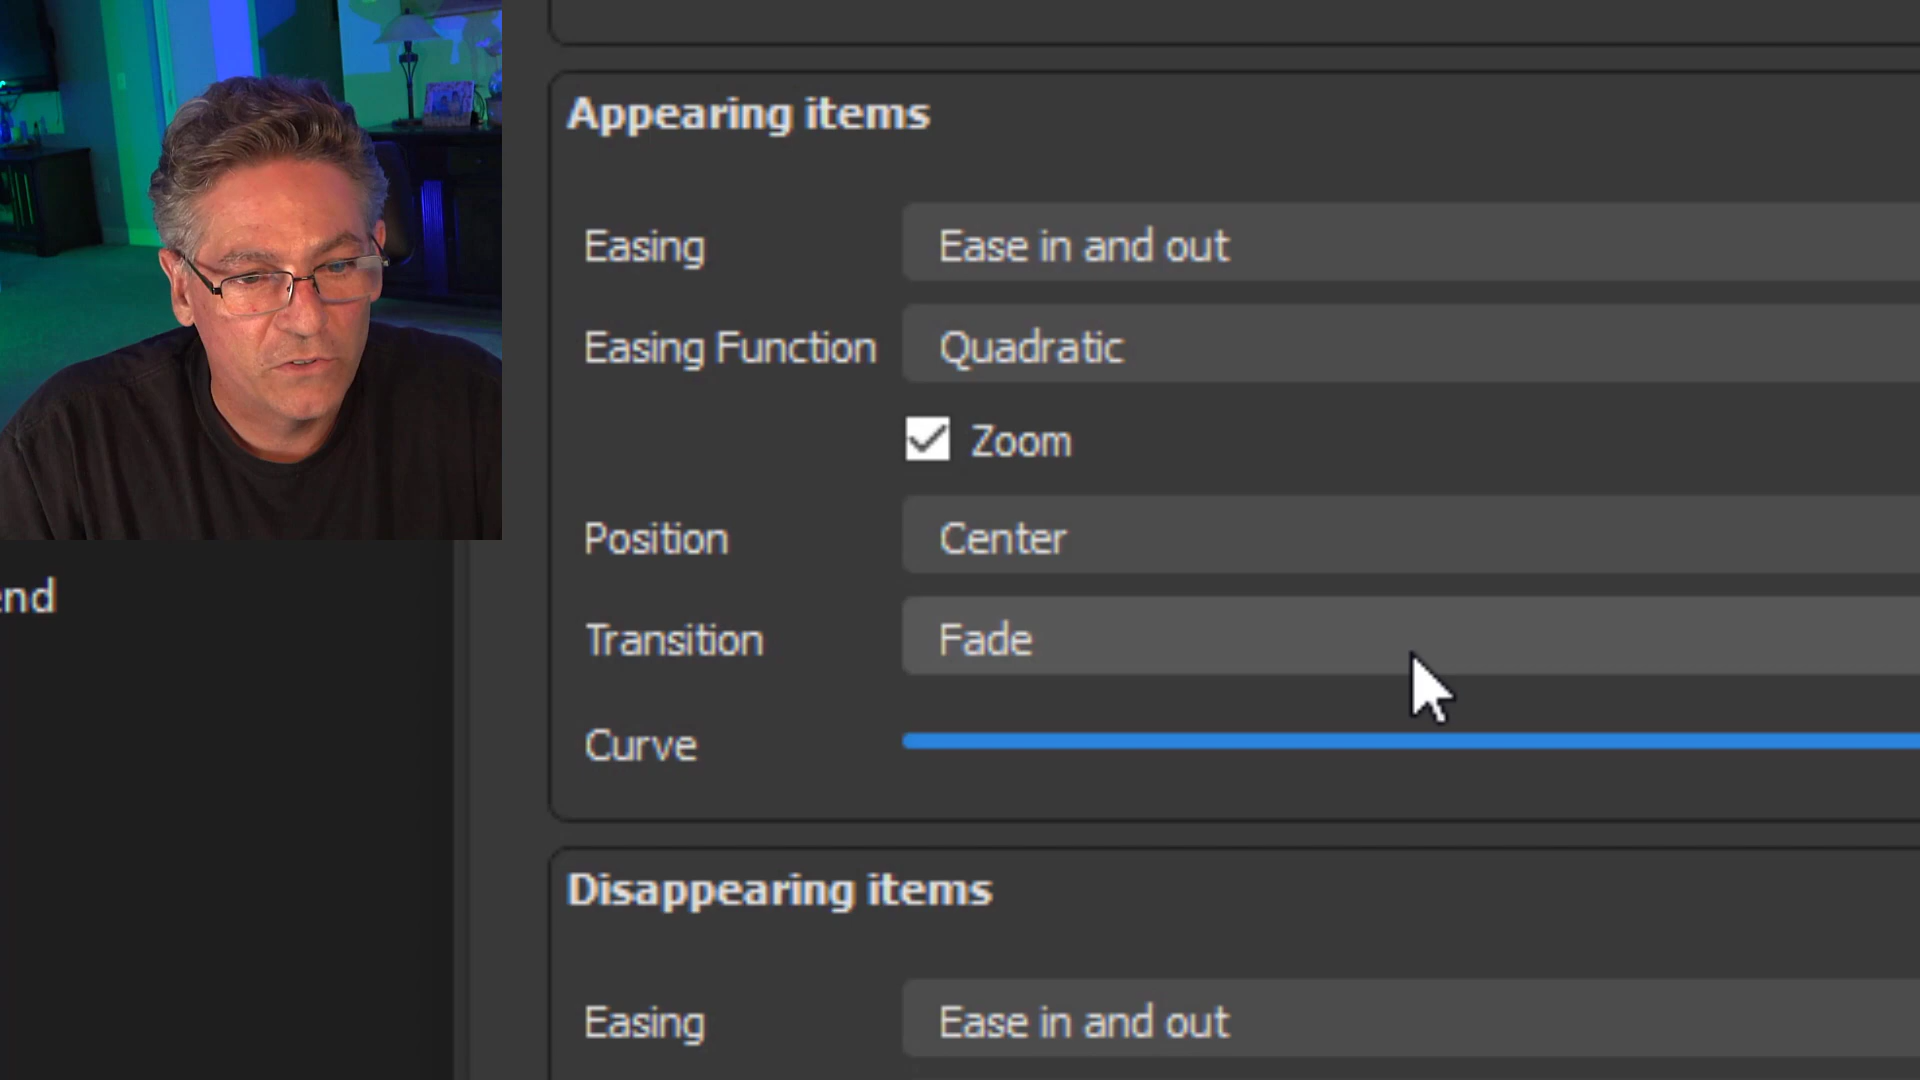 Appearing items
Easing Ease in and out
Easing Function Quadratic
Zoom
Position Center
end
Transition Fade
Curve
Disappearing items
Easing Ease in and out